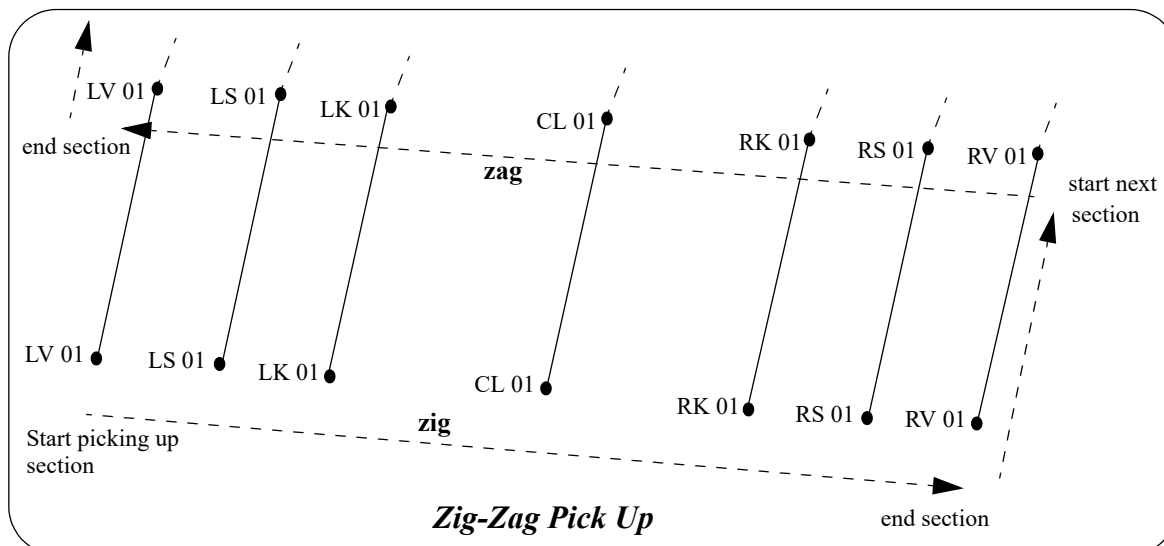 LV 01
LS 01
LK 01
CL 01
RK 01
RS 01
RV 01
end section
zag
start next
section
LV 01
LS 01
LK 01
CL 01
RK 01
RS 01
RV 01
zig
Start picking up
section
Zig-Zag Pick Up
end section